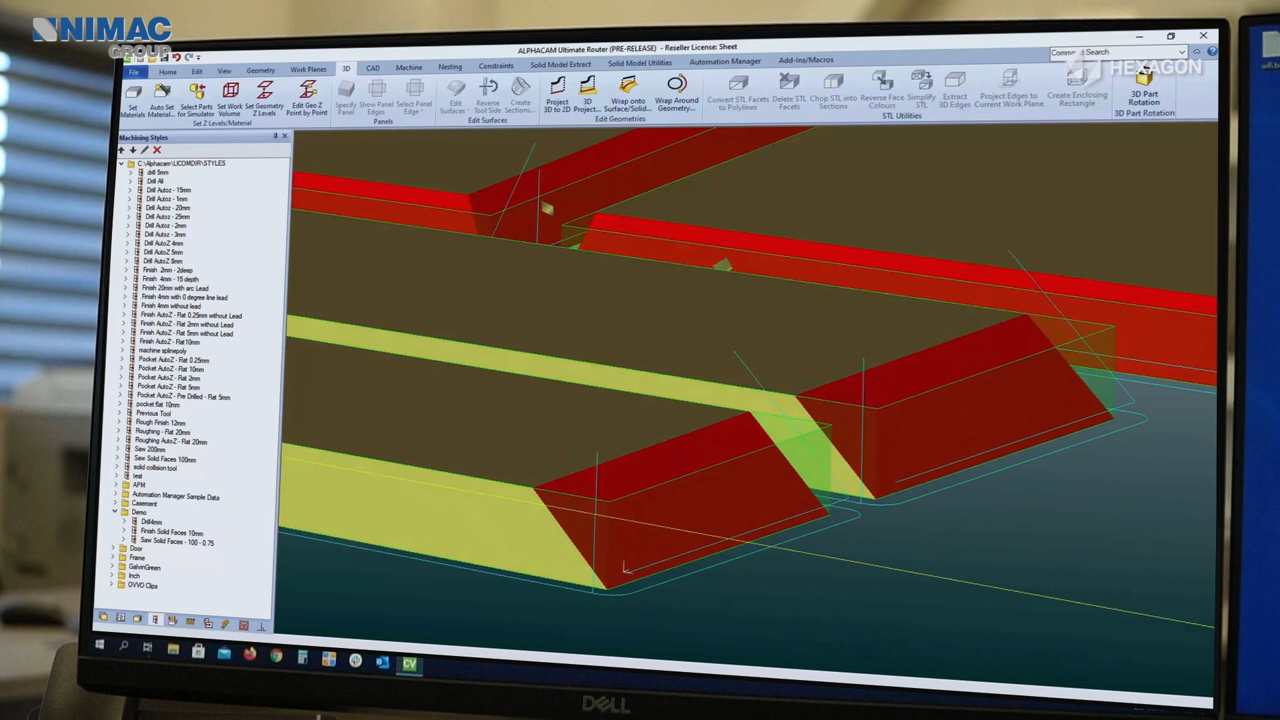 NIMAC
GROUP
HEXAGON
ALPHACAM Ultimate Router (PRE-RELEASE) - Reseller License: Sheet
Search
File Home Edit View Geometry Work Planes 3D CAD Machine Nesting Constraints Solid Model Extract Solid Model Utilities Automation Manager Add-Ins/Macros
Set Materials
Auto Set Material...
Select Parts for Simulator
Set Work Volume
Set Geometry Z Levels
Edit Geo Z Point by Point
Specify Panel
Show Panel Edges
Select Panel Edge
Edit Surfaces
Reverse Tool Side
Create Sections...
Project 3D to 2D
3D Project...
Wrap onto Surface/Solid...
Wrap Around Geometry...
Convert STL Facets to Polylines
Delete STL Facets
Chop STL into Sections
Reverse Face Colours
Simplify STL
Extract 3D Edges
Project Edges to Current Work Plane
Create Enclosing Rectangle
3D Part Rotation
Set Z Levels/Material
Panels
Edit Surfaces
Edit Geometries
STL Utilities
3D Part Rotation
Machining Styles
C:\Alphacam\LICOMDIR\STYLES
drill 5mm
Drill All
Drill Autoz - 15mm
Drill Autoz - 1mm
Drill Autoz - 20mm
Drill Autoz - 25mm
Drill Autoz - 2mm
Drill Autoz - 3mm
Drill AutoZ 4mm
Drill AutoZ 5mm
Drill AutoZ 8mm
Finish 2mm - 2deep
Finish 4mm - 15 depth
Finish 20mm with arc Lead
Finish 4mm with 0 degree line lead
Finish 4mm without lead
Finish AutoZ - Flat 0.25mm without Lead
Finish AutoZ - Flat 2mm without Lead
Finish AutoZ - Flat 5mm without Lead
Finish AutoZ - Flat10mm
machine splinepoly
Pocket AutoZ - Flat 0.25mm
Pocket AutoZ - Flat 10mm
Pocket AutoZ - Flat 2mm
Pocket AutoZ - Flat 5mm
Pocket AutoZ - Pre Drilled - Flat 5mm
pocket flat 10mm
Previous Tool
Rough Finish 12mm
Roughing - Flat 20mm
Roughing AutoZ - Flat 20mm
Saw 200mm
Saw Solid Faces 100mm
solid collision tool
test
APM
Automation Manager Sample Data
Casement
Demo
Drill4mm
Finish Solid Faces 10mm
Saw Solid Faces - 100 - 0.75
Door
Frame
GalvinGreen
Inch
OVVO Clips
CV
DELL